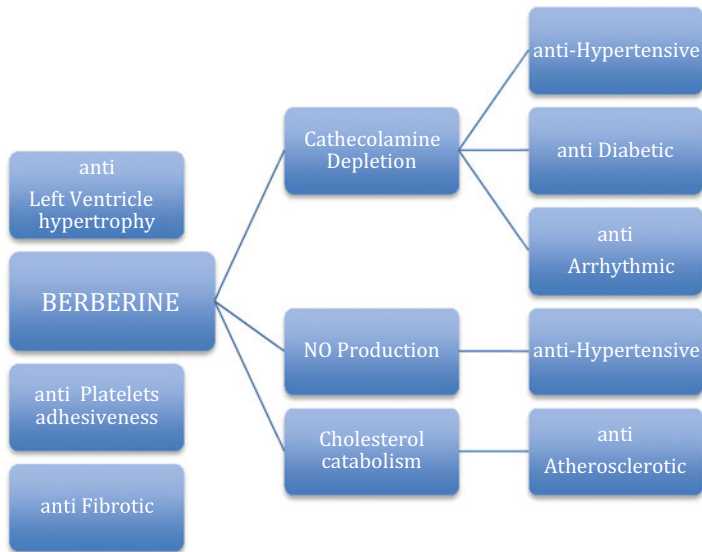 anti
Left Ventricle
hypertrophy
BERBERINE
anti Platelets
adhesiveness
anti Fibrotic
Cathecolamine
Depletion
NO Production
Cholesterol
catabolism
anti-Hypertensive
anti Diabetic
anti
Arrhythmic
anti-Hypertensive
anti
Atherosclerotic